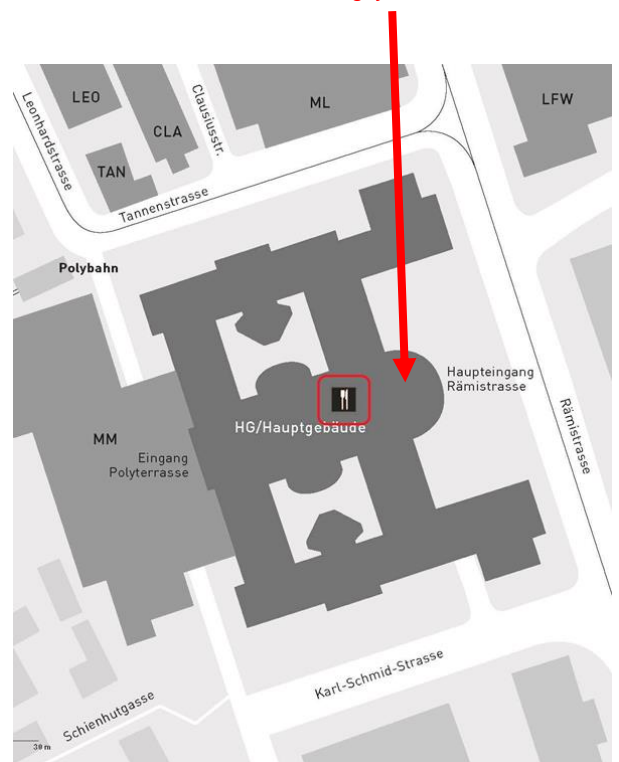 LEO
CLA
TAN
Leonhardstrasse
Clausiusstr.
ML
LFW
Tannenstrasse
Polybahn
Haupteingang
Rämistrasse
HG/Hauptgebäude
MM
Eingang
Polyterrasse
Rämistrasse
Karl-Schmid-Strasse
Schienhutgasse
30 m